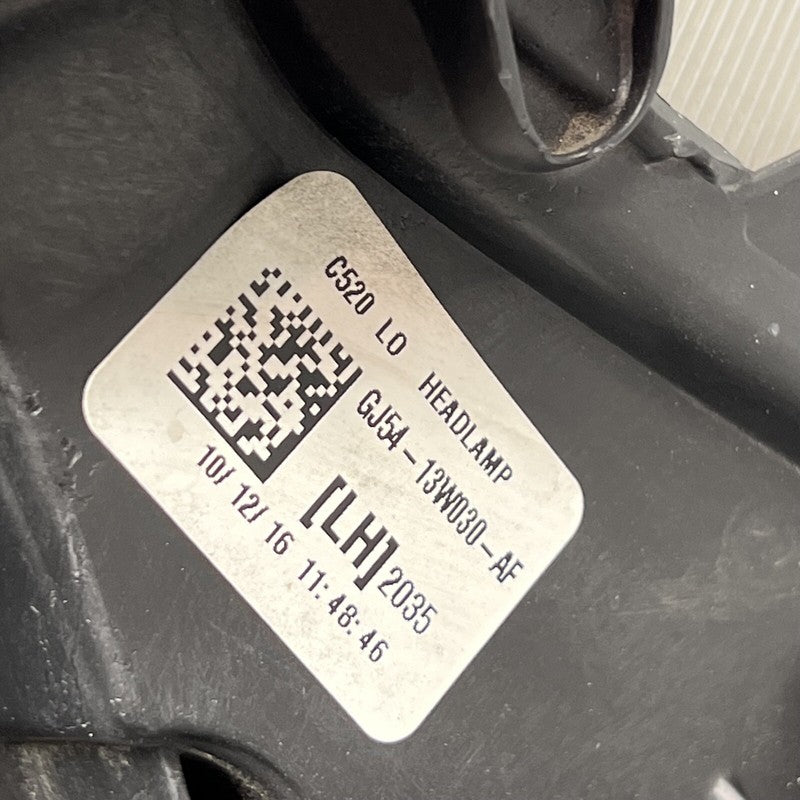 C520 LO HEADLAMP
GJ54-13W030-AF
[LH] 2035
10/12/16 11:48:46